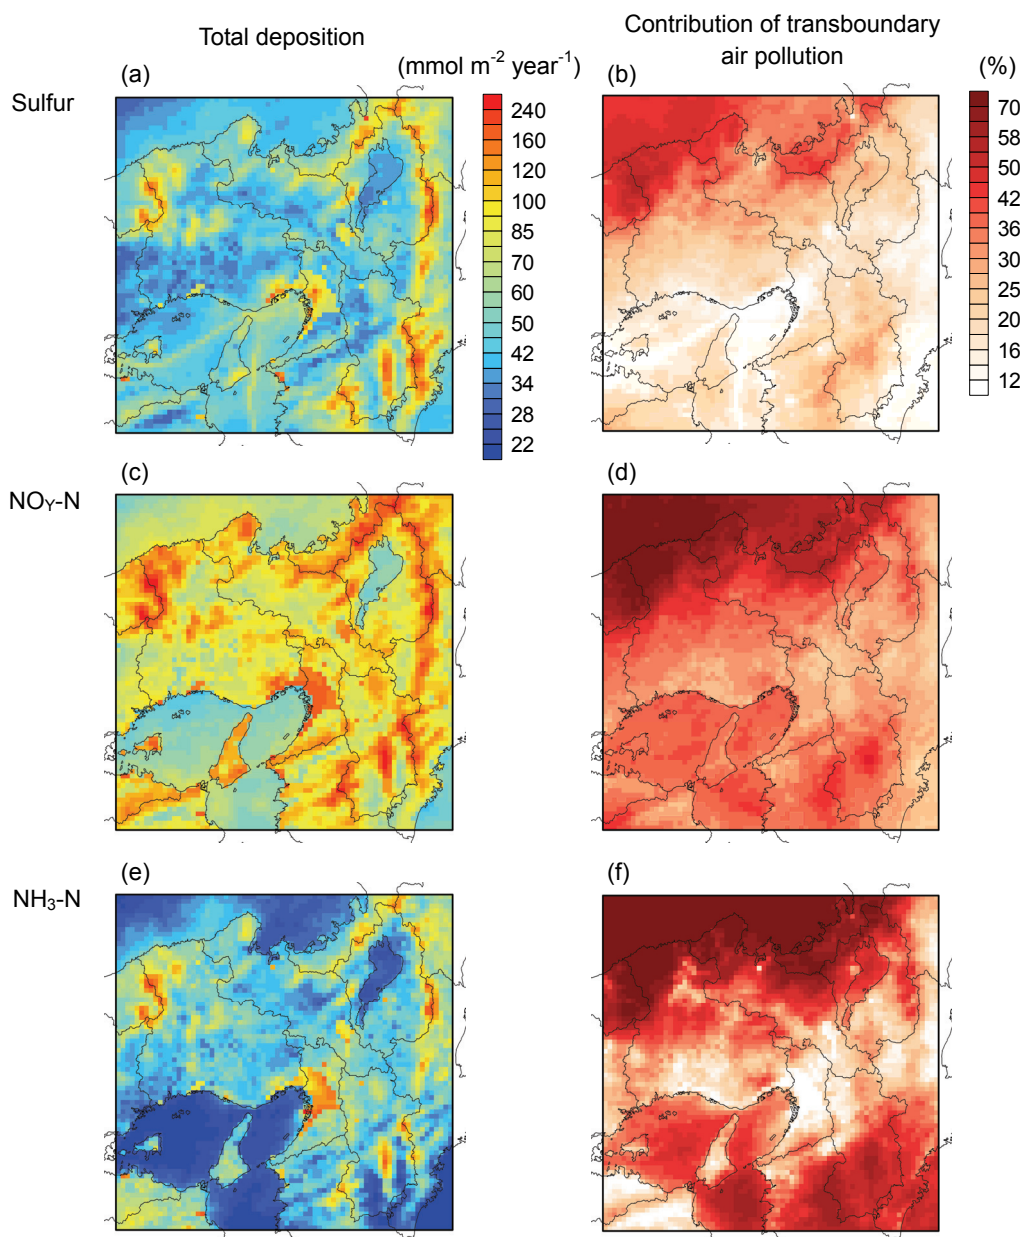 Total deposition
Contribution of transboundary
air pollution
(mmol m⁻² year⁻¹)
(%)
Sulfur
(a)
(b)
240
160
120
100
85
70
60
50
42
34
28
22
70
58
50
42
36
30
25
20
16
12
NOY-N
(c)
(d)
NH₃-N
(e)
(f)